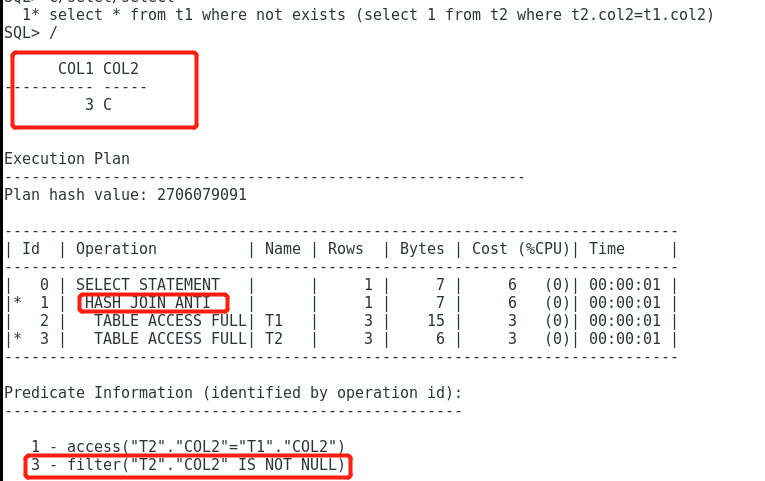 1* select * from t1 where not exists (select 1 from t2 where t2.col2=t1.col2)
SQL> /
COL1 COL2
---------- -----
3 C
Execution Plan
----------------------------------------------------------
Plan hash value: 2706079091
---------------------------------------------------------------------------
| Id  | Operation          | Name | Rows  | Bytes | Cost (%CPU)| Time     |
---------------------------------------------------------------------------
|   0 | SELECT STATEMENT   |      |     1 |     7 |     6   (0)| 00:00:01 |
|*  1 |  HASH JOIN ANTI    |      |     1 |     7 |     6   (0)| 00:00:01 |
|   2 |   TABLE ACCESS FULL| T1   |     3 |    15 |     3   (0)| 00:00:01 |
|*  3 |   TABLE ACCESS FULL| T2   |     3 |     6 |     3   (0)| 00:00:01 |
---------------------------------------------------------------------------
Predicate Information (identified by operation id):
---------------------------------------------------
1 - access("T2"."COL2"="T1"."COL2")
3 - filter("T2"."COL2" IS NOT NULL)